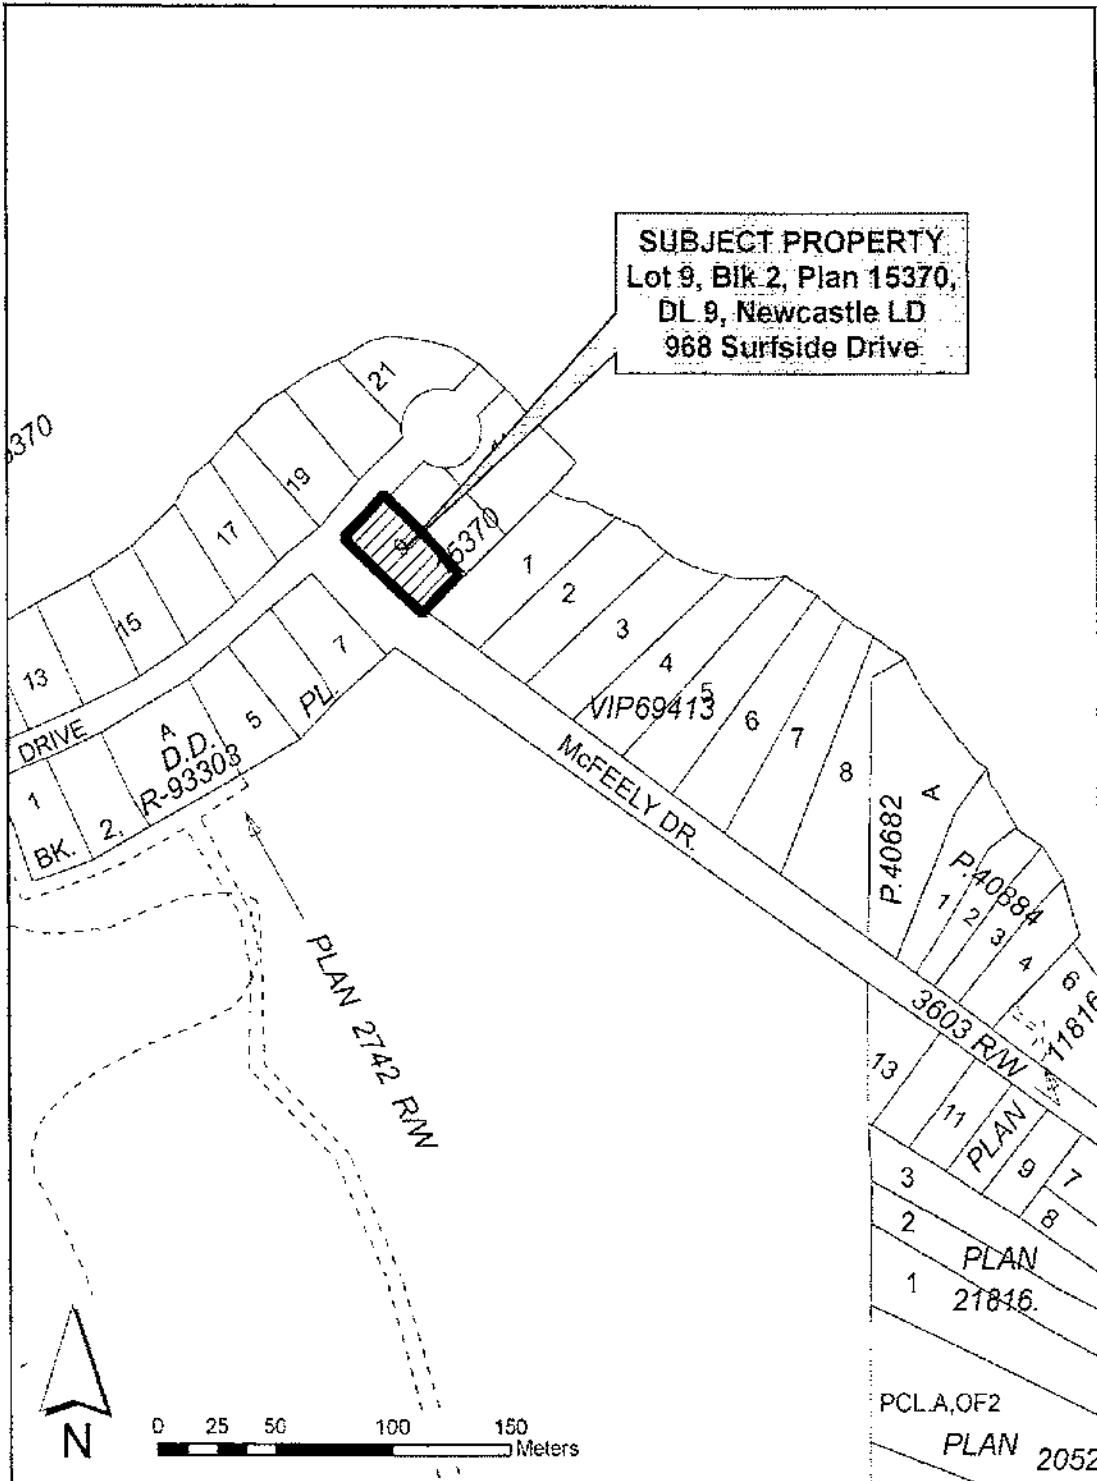 SUBJECT PROPERTY
Lot 9, Blk 2, Plan 15370,
DL 9, Newcastle LD
968 Surfside Drive
21
19
17
15
13
9
1
2
3
4
5
6
7
8
VIP69413
McFEELY DR.
7
PL.
5
A
D.D.
R-93303
DRIVE
1
2
BK.
P.40682
A
P.40884
1
2
3
4
6
11816
3603 R/W
PLAN 2742 R/W
13
11
PLAN
9
7
8
3
2
1
PLAN
21816.
PCL.A,OF2
PLAN 2052
N
0 25 50 100 150
Meters